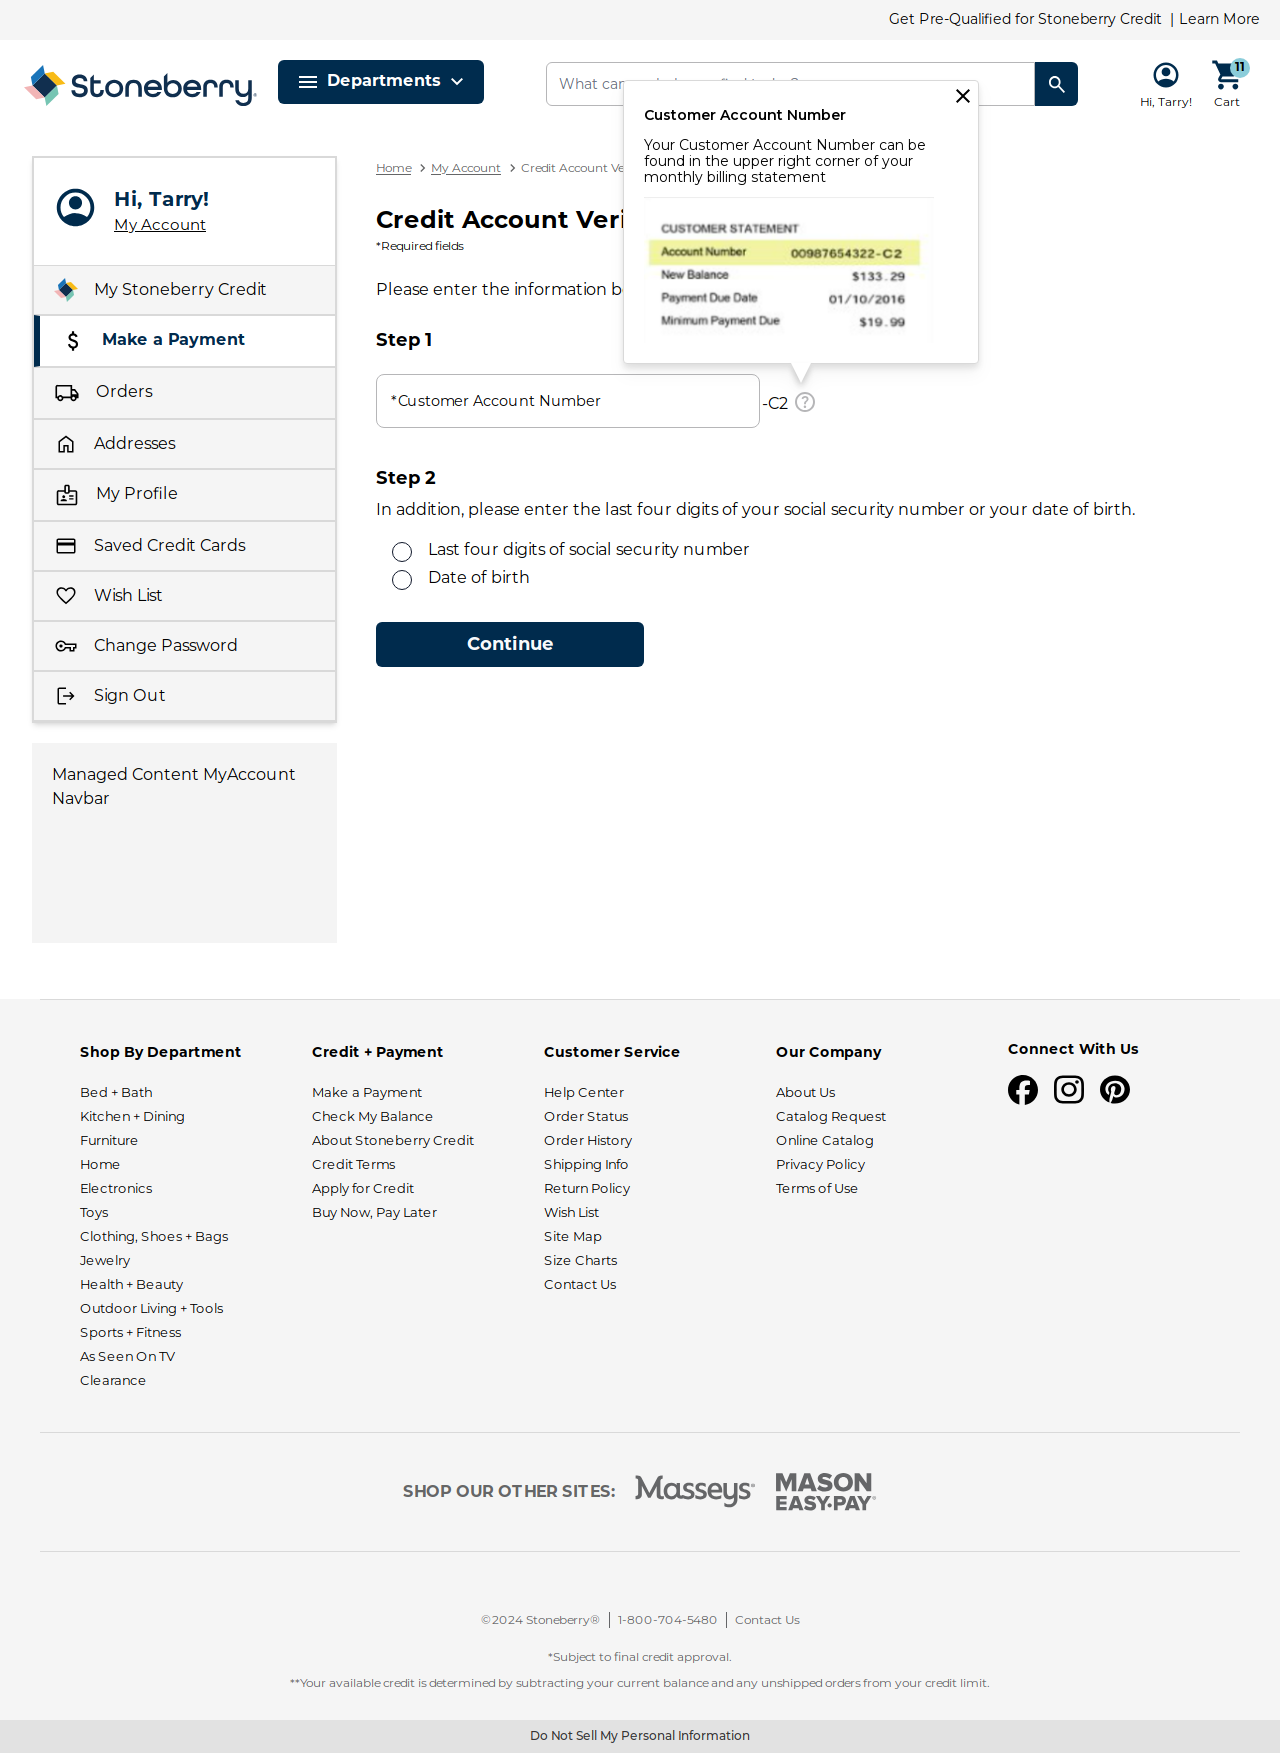 Get Pre-Qualified for Stoneberry Credit | Learn More
Stoneberry
Departments
What can
11
Hi, Tarry!
Cart
Customer Account Number
Your Customer Account Number can be
found in the upper right corner of your
monthly billing statement
CUSTOMER STATEMENT
Account Number 00987654322-C2
New Balance $133.29
Payment Due Date 01/10/2016
Minimum Payment Due $19.99
Hi, Tarry!
My Account
My Stoneberry Credit
Make a Payment
Orders
Addresses
My Profile
Saved Credit Cards
Wish List
Change Password
Sign Out
Managed Content MyAccount
Navbar
Home > My Account > Credit Account Ve
Credit Account Veri
*Required fields
Please enter the information b
Step 1
*Customer Account Number
-C2
Step 2
In addition, please enter the last four digits of your social security number or your date of birth.
Last four digits of social security number
Date of birth
Continue
Shop By Department
Bed + Bath
Kitchen + Dining
Furniture
Home
Electronics
Toys
Clothing, Shoes + Bags
Jewelry
Health + Beauty
Outdoor Living + Tools
Sports + Fitness
As Seen On TV
Clearance
Credit + Payment
Make a Payment
Check My Balance
About Stoneberry Credit
Credit Terms
Apply for Credit
Buy Now, Pay Later
Customer Service
Help Center
Order Status
Order History
Shipping Info
Return Policy
Wish List
Site Map
Size Charts
Contact Us
Our Company
About Us
Catalog Request
Online Catalog
Privacy Policy
Terms of Use
Connect With Us
SHOP OUR OTHER SITES:
Masseys®
MASON
EASY•PAY®
©2024 Stoneberry® | 1-800-704-5480 | Contact Us
*Subject to final credit approval.
**Your available credit is determined by subtracting your current balance and any unshipped orders from your credit limit.
Do Not Sell My Personal Information